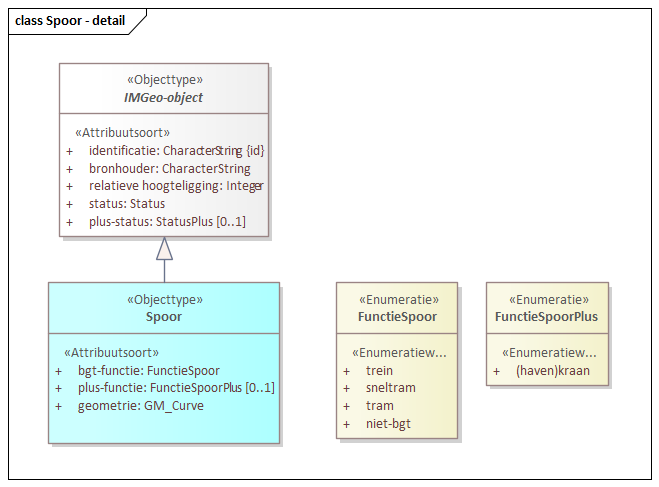 class Spoor - detail
«Objecttype»
IMGeo-object
«Attribuutsoort»
+ identificatie: CharacterString {id}
+ bronhouder: CharacterString
+ relatieve hoogteligging: Integer
+ status: Status
+ plus-status: StatusPlus [0..1]
«Objecttype»
Spoor
«Attribuutsoort»
+ bgt-functie: FunctieSpoor
+ plus-functie: FunctieSpoorPlus [0..1]
+ geometrie: GM_Curve
«Enumeratie»
FunctieSpoor
«Enumeratiew...
+ trein
+ sneltram
+ tram
+ niet-bgt
«Enumeratie»
FunctieSpoorPlus
«Enumeratiew...
+ (haven)kraan